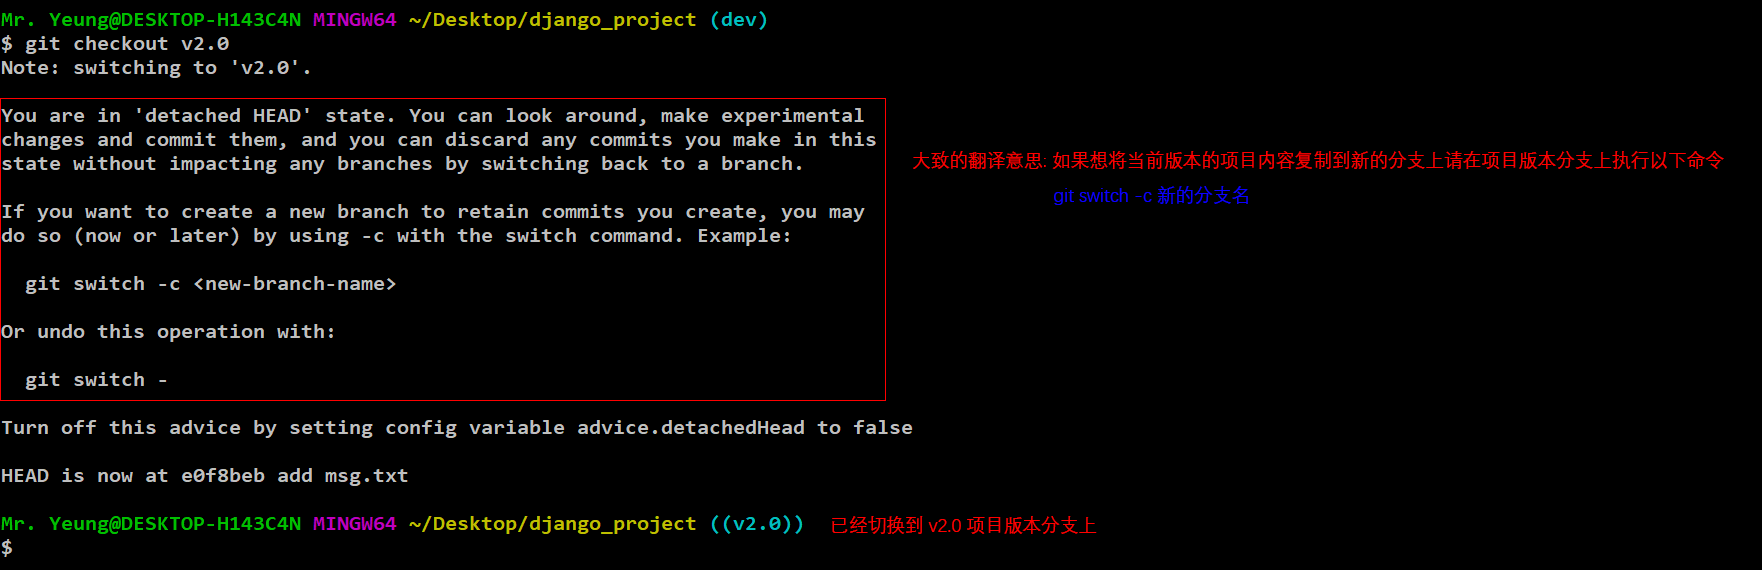 Mr. Yeung@DESKTOP-H143C4N MINGW64 ~/Desktop/django_project (dev)
$ git checkout v2.0
Note: switching to 'v2.0'.
You are in 'detached HEAD' state. You can look around, make experimental
changes and commit them, and you can discard any commits you make in this
state without impacting any branches by switching back to a branch.
大致的翻译意思: 如果想将当前版本的项目内容复制到新的分支上请在项目版本分支上执行以下命令
git switch -c 新的分支名
If you want to create a new branch to retain commits you create, you may
do so (now or later) by using -c with the switch command. Example:
git switch -c <new-branch-name>
Or undo this operation with:
git switch -
Turn off this advice by setting config variable advice.detachedHead to false
HEAD is now at e0f8beb add msg.txt
Mr. Yeung@DESKTOP-H143C4N MINGW64 ~/Desktop/django_project ((v2.0)) 已经切换到 v2.0 项目版本分支上
$